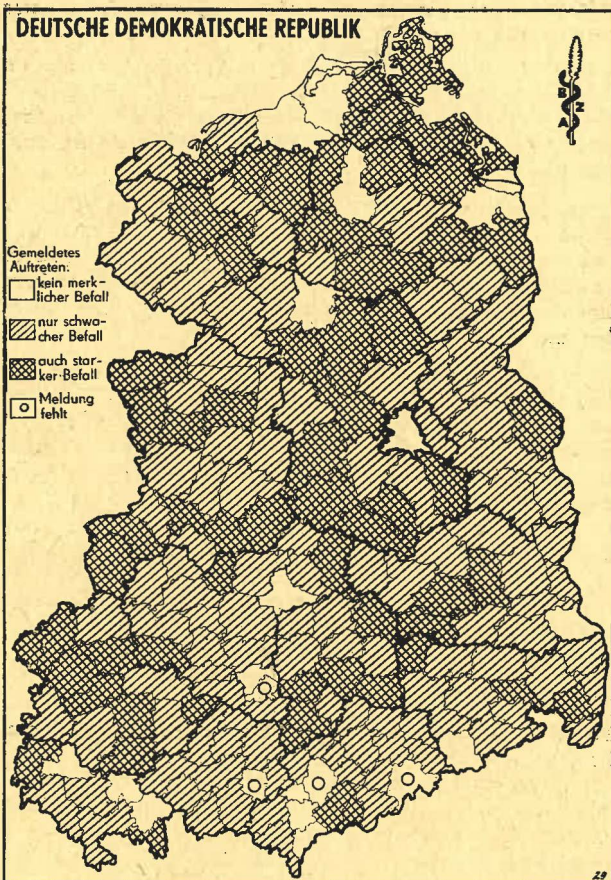 DEUTSCHE DEMOKRATISCHE REPUBLIK
B Z
A
Gemeldetes
Auftreten:
kein merk-
licher Befall
nur schwa-
cher Befall
auch star-
ker Befall
Meldung
fehlt
29